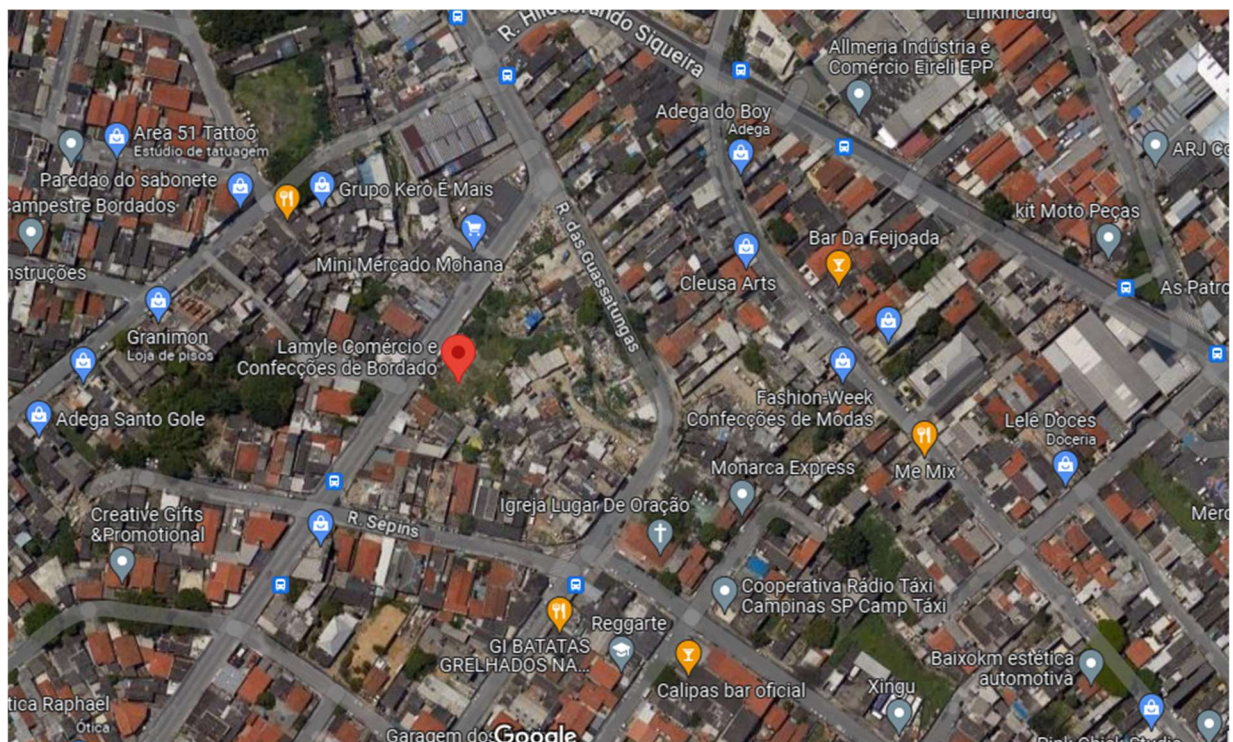 R. Hildebrando Siqueira
Linkincard
Allmeria Indústria e
Comércio Eireli EPP
Area 51 Tattoo
Estúdio de tatuagem
Adega do Boy
Adega
ARJ Co
Paredão do sabonete
Grupo Kerò É Mais
Campestre Bordados
kit Moto Peças
R. das Guassatungas
Bar Da Feijoada
nstruções
Mini Mercado Mohana
Cleusa Arts
As Patro
Granimon
Loja de pisos
Lamyle Comércio e
Confecções de Bordado
Fashion-Week
Confecções de Modas
Adega Santo Gole
Lelê Doces
Doceria
Me Mix
Monarca Express
Creative Gifts
&Promotional
R. Sepins
Igreja Lugar De Oração
Merc
Cooperativa Rádio Táxi
Campinas SP Camp Táxi
Reggarte
GI BATATAS
GRELHADOS NA...
Baixokm estética
automotiva
Calipas bar oficial
Xingu
tica Raphael
Ótica
Garagem dos
Google